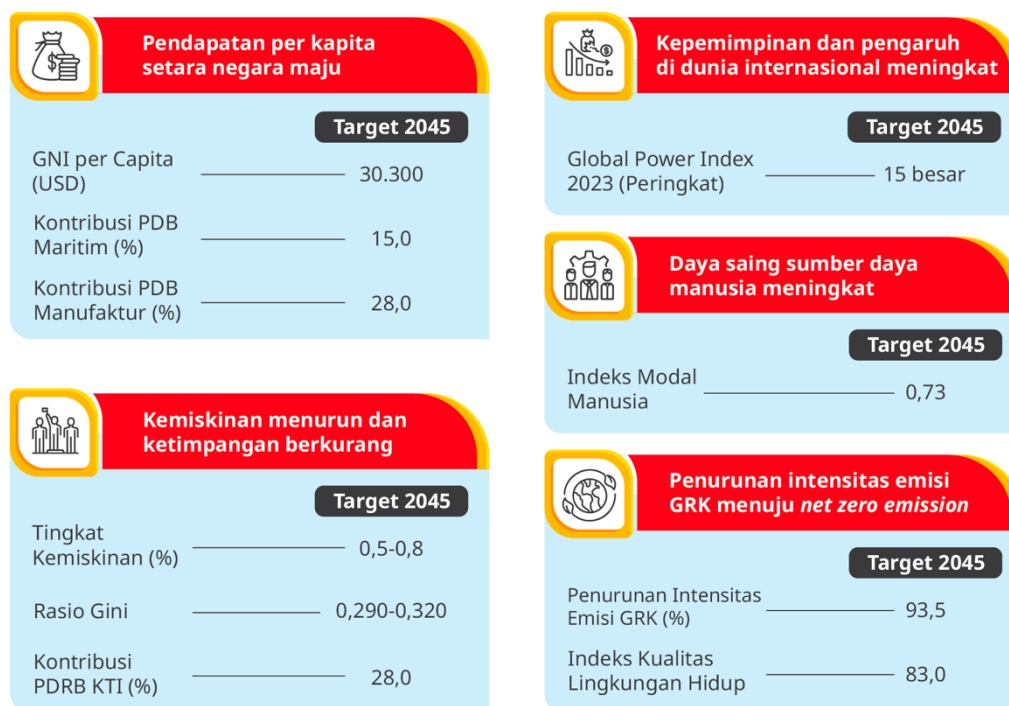 Pendapatan per kapita
setara negara maju
Target 2045
GNI per Capita
(USD)
30.300
Kontribusi PDB
Maritim (%)
15,0
Kontribusi PDB
Manufaktur (%)
28,0
Kemiskinan menurun dan
ketimpangan berkurang
Target 2045
Tingkat
Kemiskinan (%)
0,5-0,8
Rasio Gini
0,290-0,320
Kontribusi
PDRB KTI (%)
28,0
Kepemimpinan dan pengaruh
di dunia internasional meningkat
Target 2045
Global Power Index
2023 (Peringkat)
15 besar
Daya saing sumber daya
manusia meningkat
Target 2045
Indeks Modal
Manusia
0,73
Penurunan intensitas emisi
GRK menuju net zero emission
Target 2045
Penurunan Intensitas
Emisi GRK (%)
93,5
Indeks Kualitas
Lingkungan Hidup
83,0